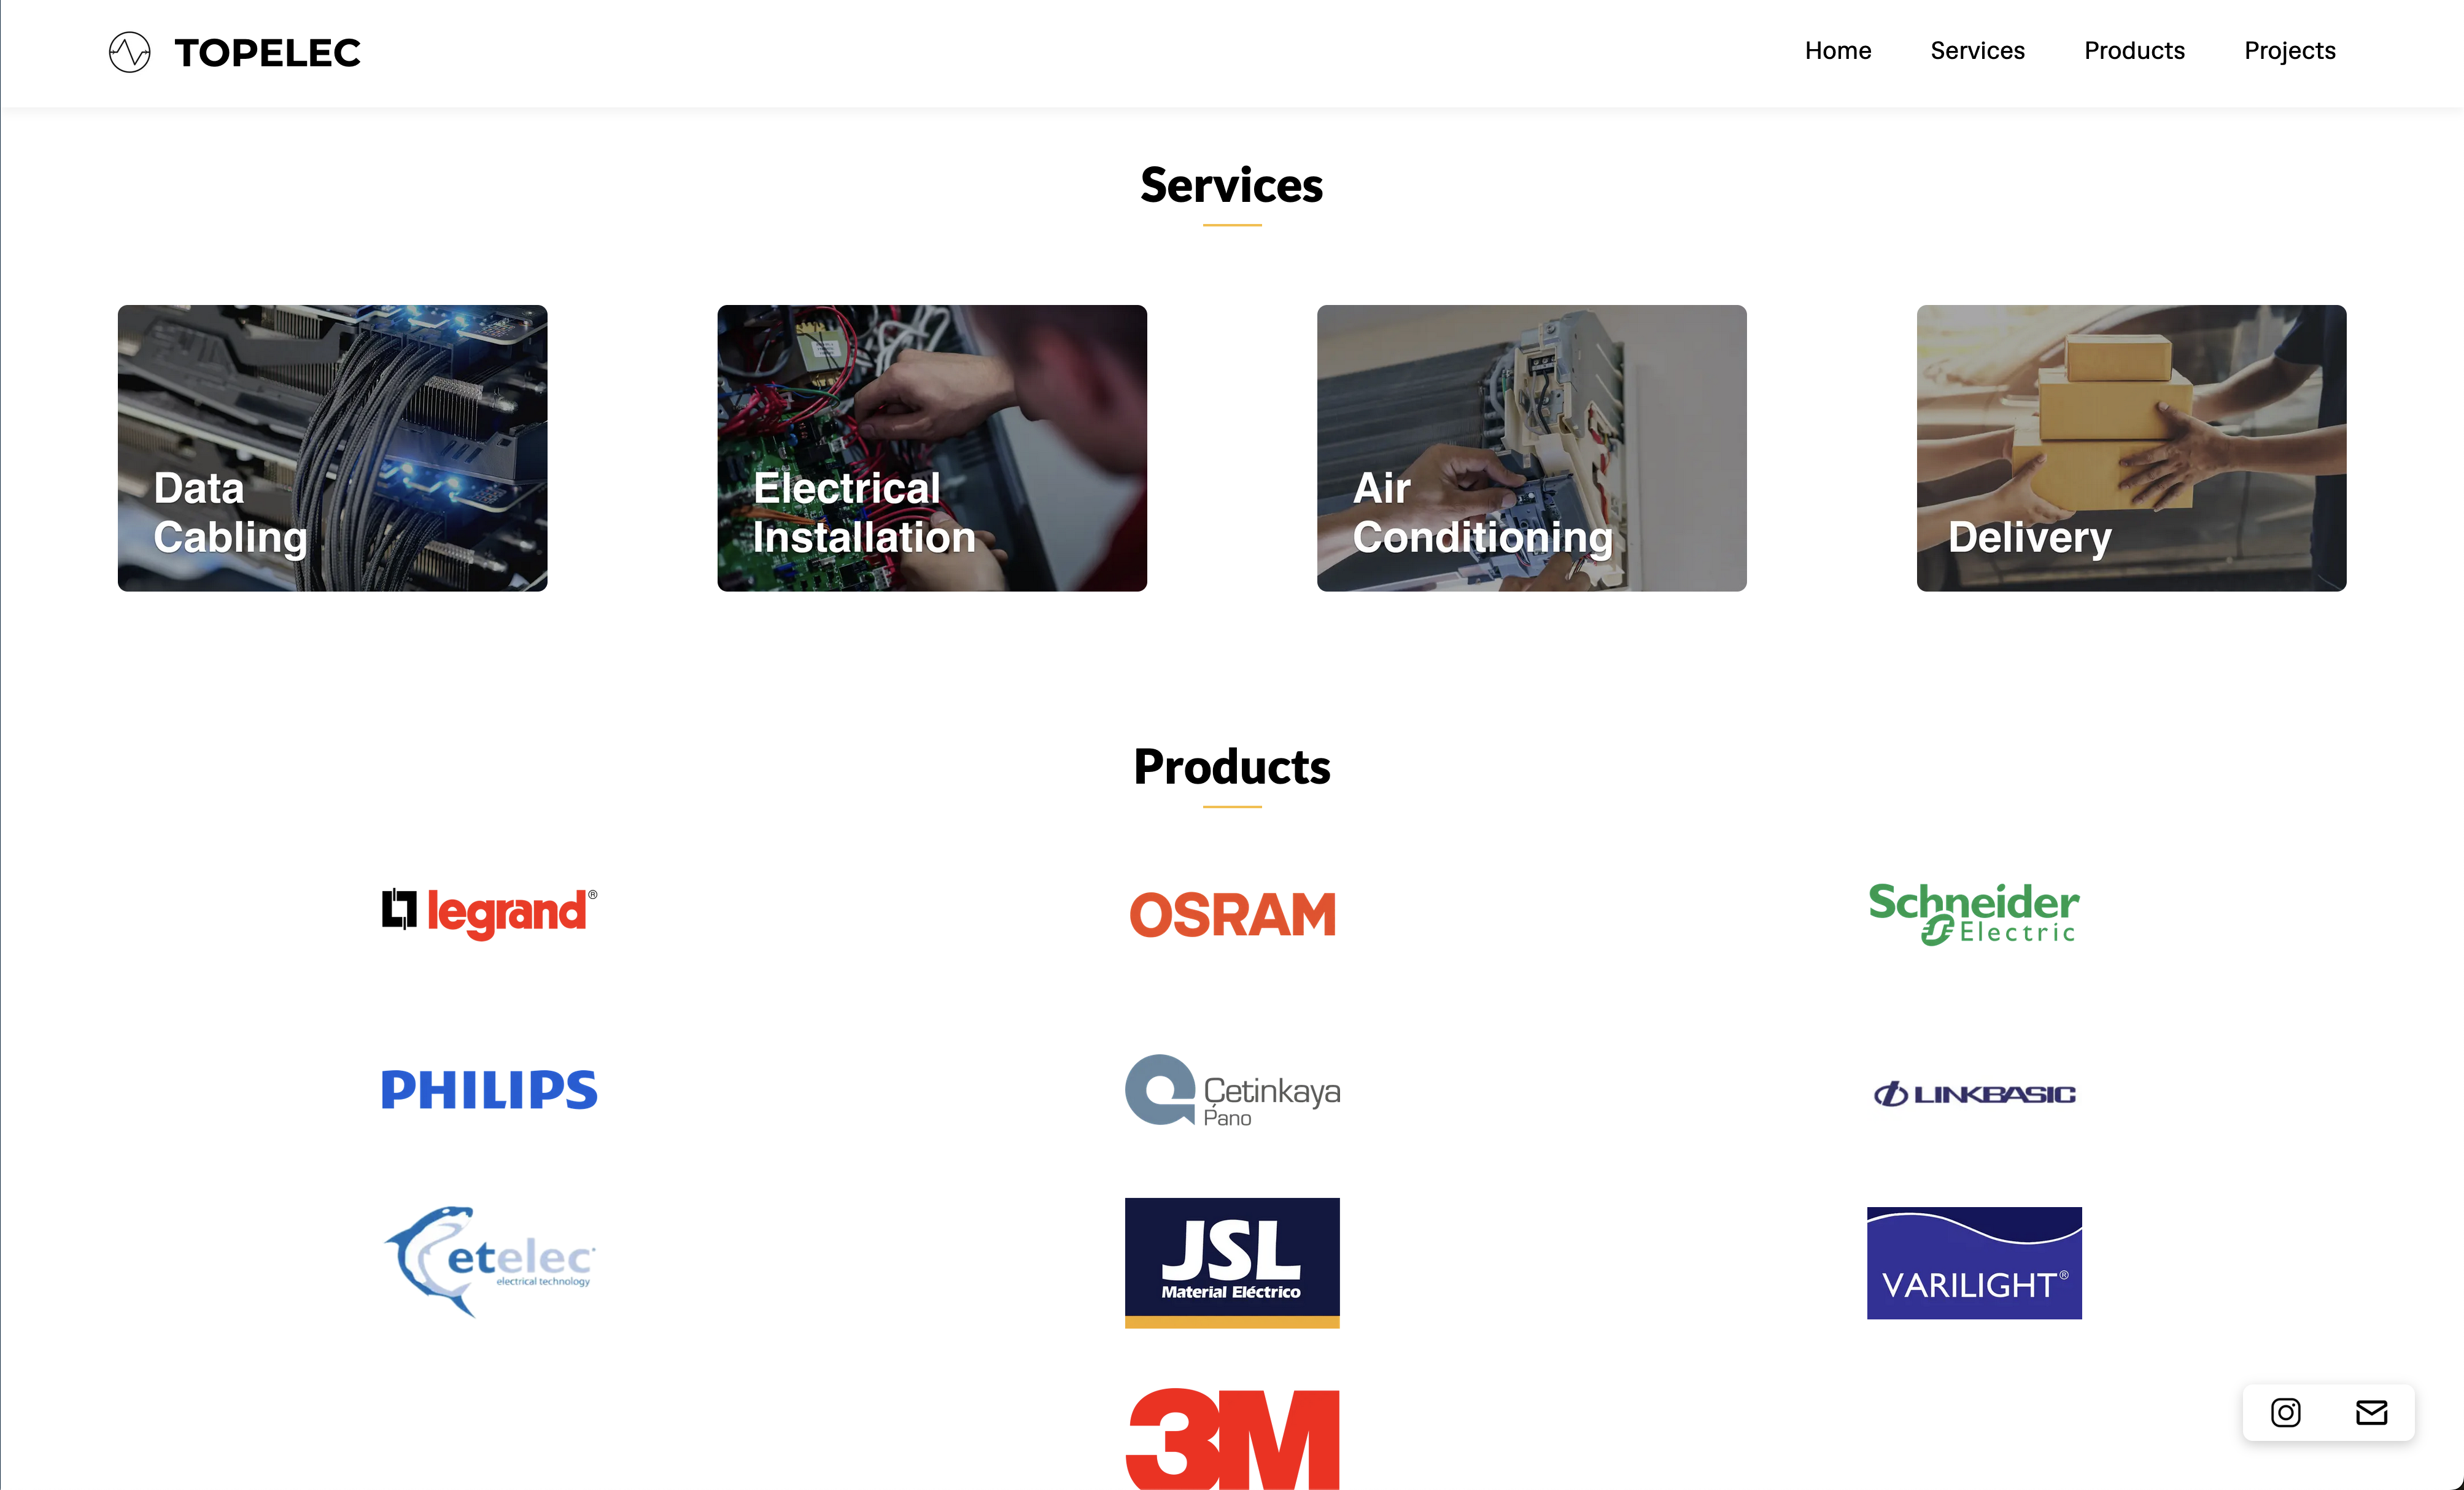 TOPELEC
Home Services Products Projects
Services
Data
Cabling
Electrical
Installation
Air
Conditioning
Delivery
Products
legrand®
OSRAM
Schneider
Electric
PHILIPS
Çetinkaya
Pano
LINKBASIC
etelec
electrical technology
JSL
Material Eléctrico
VARILIGHT®
3M